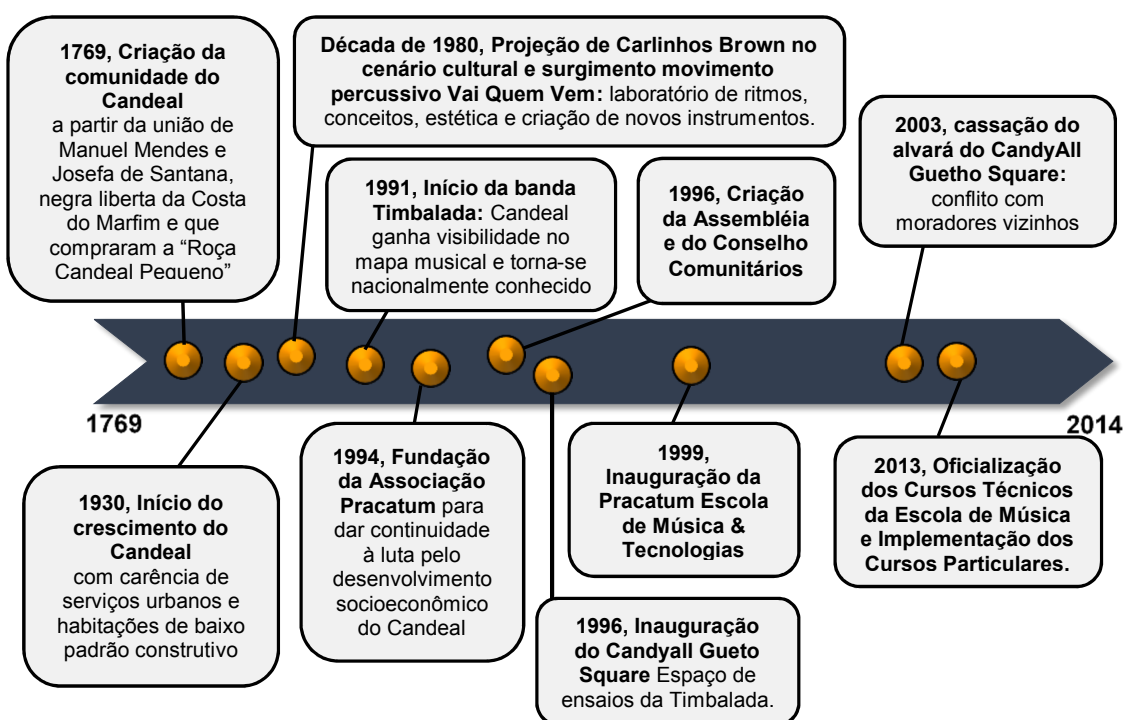 1769, Criação da
comunidade do
Candeal
a partir da união de
Manuel Mendes e
Josefa de Santana,
negra liberta da Costa
do Marfim e que
compraram a “Roça
Candeal Pequeno”
Década de 1980, Projeção de Carlinhos Brown no
cenário cultural e surgimento movimento
percussivo Vai Quem Vem: laboratório de ritmos,
conceitos, estética e criação de novos instrumentos.
1991, Início da banda
Timbalada: Candeal
ganha visibilidade no
mapa musical e torna-se
nacionalmente conhecido
1996, Criação
da Assembléia
e do Conselho
Comunitários
2003, cassação do
alvará do CandyAll
Guetho Square:
conflito com
moradores vizinhos
1769
2014
1930, Início do
crescimento do
Candeal
com carência de
serviços urbanos e
habitações de baixo
padrão construtivo
1994, Fundação
da Associação
Pracatum para
dar continuidade
à luta pelo
desenvolvimento
socioeconômico
do Candeal
1996, Inauguração
do Candyall Gueto
Square Espaço de
ensaios da Timbalada.
1999,
Inauguração da
Pracatum Escola
de Música &
Tecnologias
2013, Oficialização
dos Cursos Técnicos
da Escola de Música
e Implementação dos
Cursos Particulares.